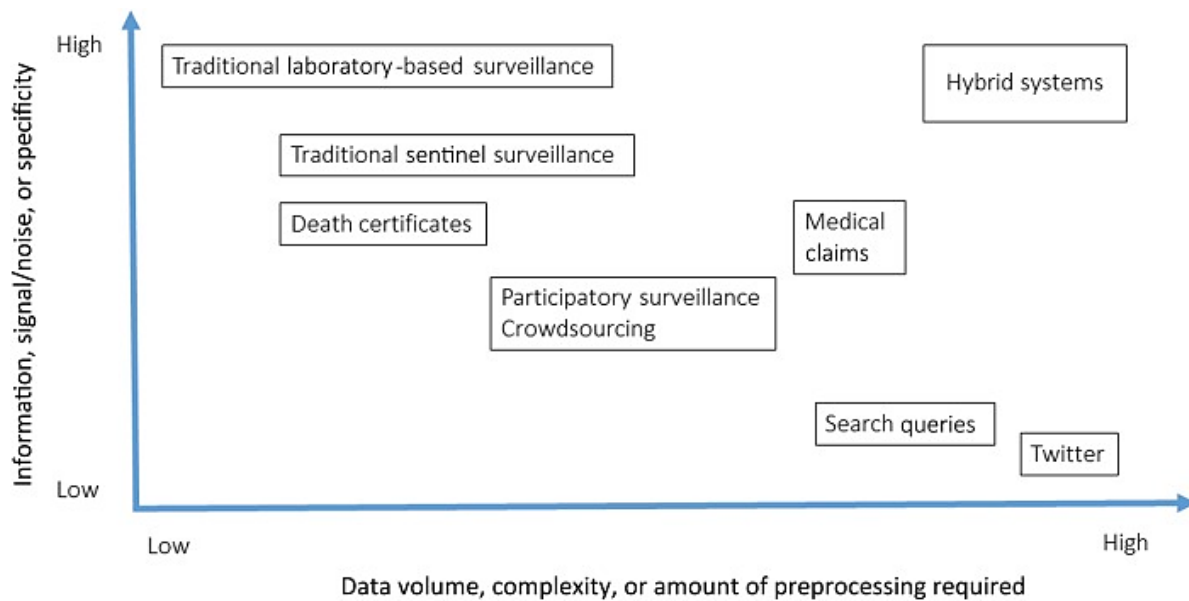 Information, signal/noise, or specificity
High
Low
Traditional laboratory-based surveillance
Hybrid systems
Traditional sentinel surveillance
Death certificates
Medical
claims
Participatory surveillance
Crowdsourcing
Search queries
Twitter
Low
High
Data volume, complexity, or amount of preprocessing required